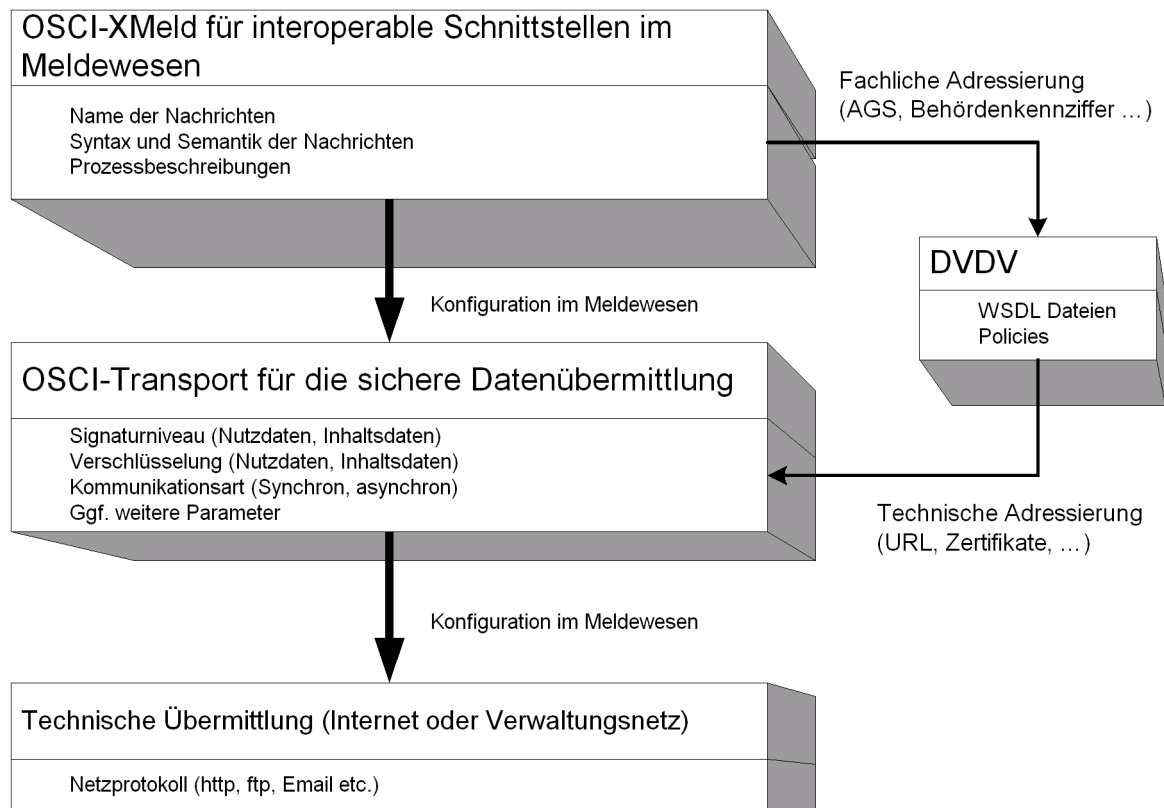 OSCI-XMeld für interoperable Schnittstellen im
Meldewesen
Name der Nachrichten
Syntax und Semantik der Nachrichten
Prozessbeschreibungen
Fachliche Adressierung
(AGS, Behördenkennziffer ...)
DVDV
WSDL Dateien
Policies
Konfiguration im Meldewesen
OSCI-Transport für die sichere Datenübermittlung
Signaturniveau (Nutzdaten, Inhaltsdaten)
Verschlüsselung (Nutzdaten, Inhaltsdaten)
Kommunikationsart (Synchron, asynchron)
Ggf. weitere Parameter
Technische Adressierung
(URL, Zertifikate, ...)
Konfiguration im Meldewesen
Technische Übermittlung (Internet oder Verwaltungsnetz)
Netzprotokoll (http, ftp, Email etc.)